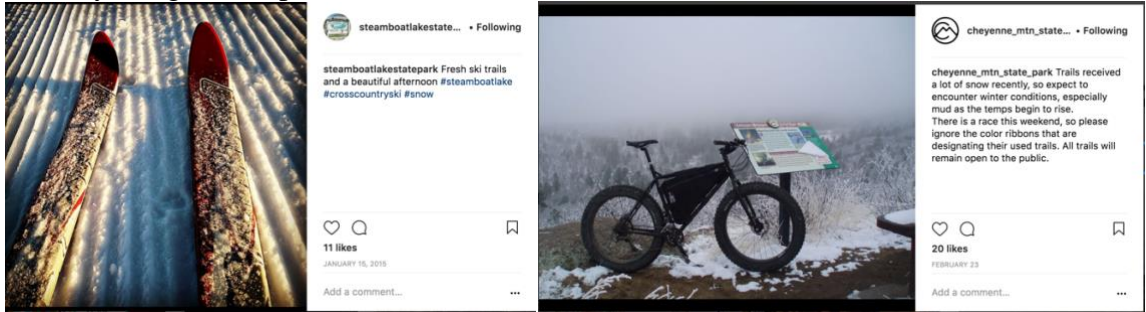 steamboatlakestate... • Following
steamboatlakestatepark Fresh ski trails
and a beautiful afternoon #steamboatlake
#crosscountryski #snow
11 likes
JANUARY 15, 2015
Add a comment...
cheyenne_mtn_state... • Following
cheyenne_mtn_state_park Trails received
a lot of snow recently, so expect to
encounter winter conditions, especially
mud as the temps begin to rise.
There is a race this weekend, so please
ignore the color ribbons that are
designating their used trails. All trails will
remain open to the public.
20 likes
FEBRUARY 23
Add a comment...